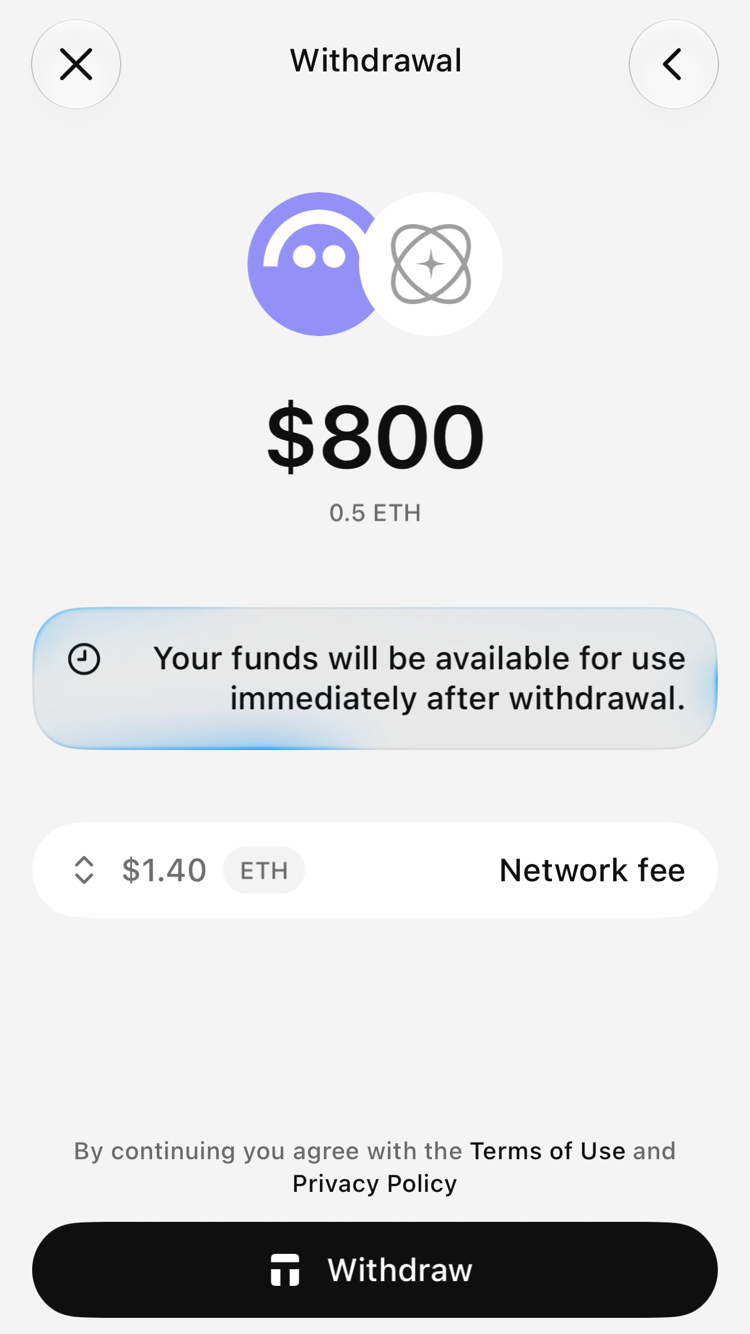 Withdrawal
$800
0.5 ETH
Your funds will be available for use
immediately after withdrawal.
$1.40 ETH Network fee
By continuing you agree with the Terms of Use and
Privacy Policy
Withdraw